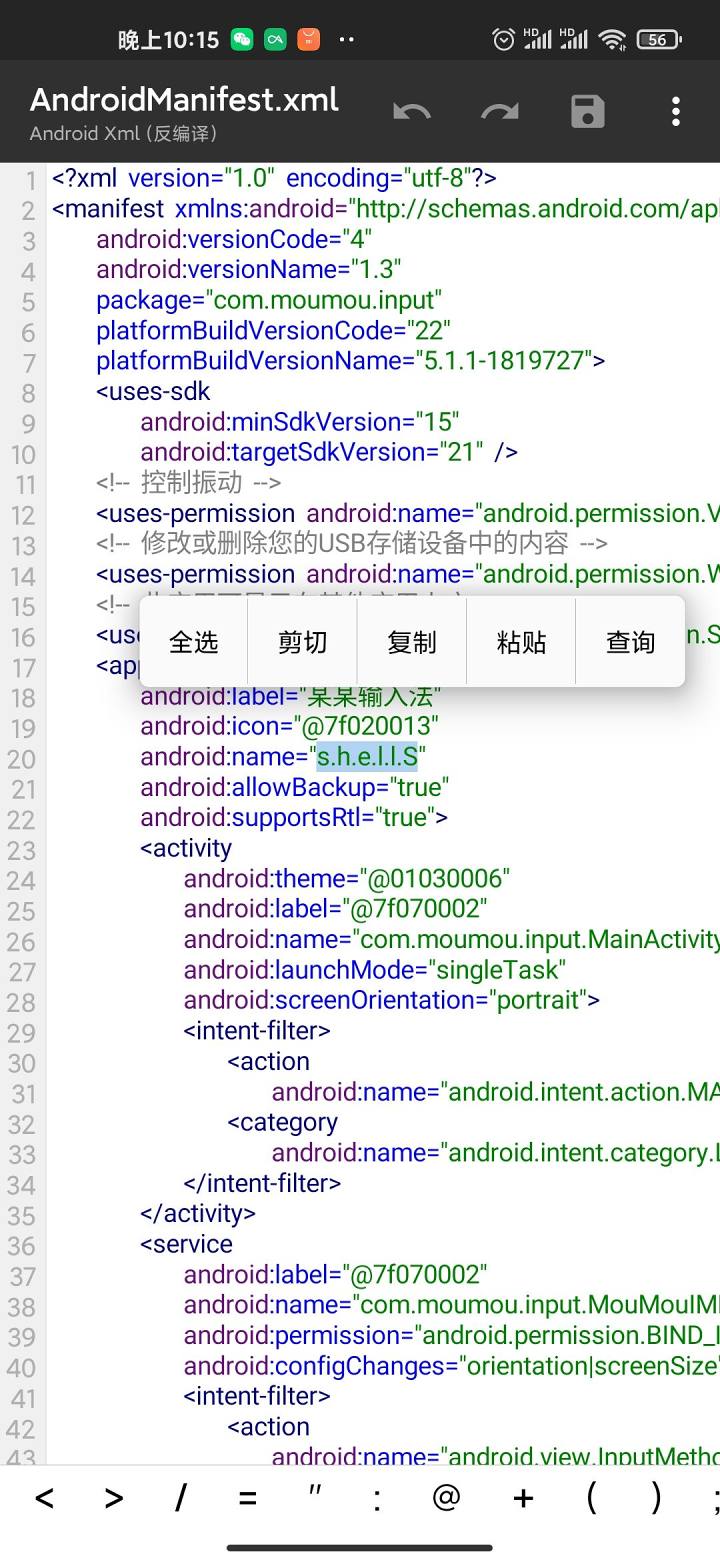 晚上10:15
HD HD 56
AndroidManifest.xml
Android Xml (反编译)
1 <?xml version="1.0" encoding="utf-8"?>
2 <manifest xmlns:android="http://schemas.android.com/ap
3 android:versionCode="4"
4 android:versionName="1.3"
5 package="com.moumou.input"
6 platformBuildVersionCode="22"
7 platformBuildVersionName="5.1.1-1819727">
8 <uses-sdk
9 android:minSdkVersion="15"
10 android:targetSdkVersion="21" />
11 <!-- 控制振动 -->
12 <uses-permission android:name="android.permission.V
13 <!-- 修改或删除您的USB存储设备中的内容 -->
14 <uses-permission android:name="android.permission.W
15 <!--
16 <us n.S
17 <ap
全选 剪切 复制 粘贴 查询
18 android:label="某某输入法"
19 android:icon="@7f020013"
20 android:name="s.h.e.l.l.S"
21 android:allowBackup="true"
22 android:supportsRtl="true">
23 <activity
24 android:theme="@01030006"
25 android:label="@7f070002"
26 android:name="com.moumou.input.MainActivity
27 android:launchMode="singleTask"
28 android:screenOrientation="portrait">
29 <intent-filter>
30 <action
31 android:name="android.intent.action.MA
32 <category
33 android:name="android.intent.category.L
34 </intent-filter>
35 </activity>
36 <service
37 android:label="@7f070002"
38 android:name="com.moumou.input.MouMouIM
39 android:permission="android.permission.BIND_I
40 android:configChanges="orientation|screenSize"
41 <intent-filter>
42 <action
43 android:name="android.view.InputMetho
< > / = " : @ + ( ) ;